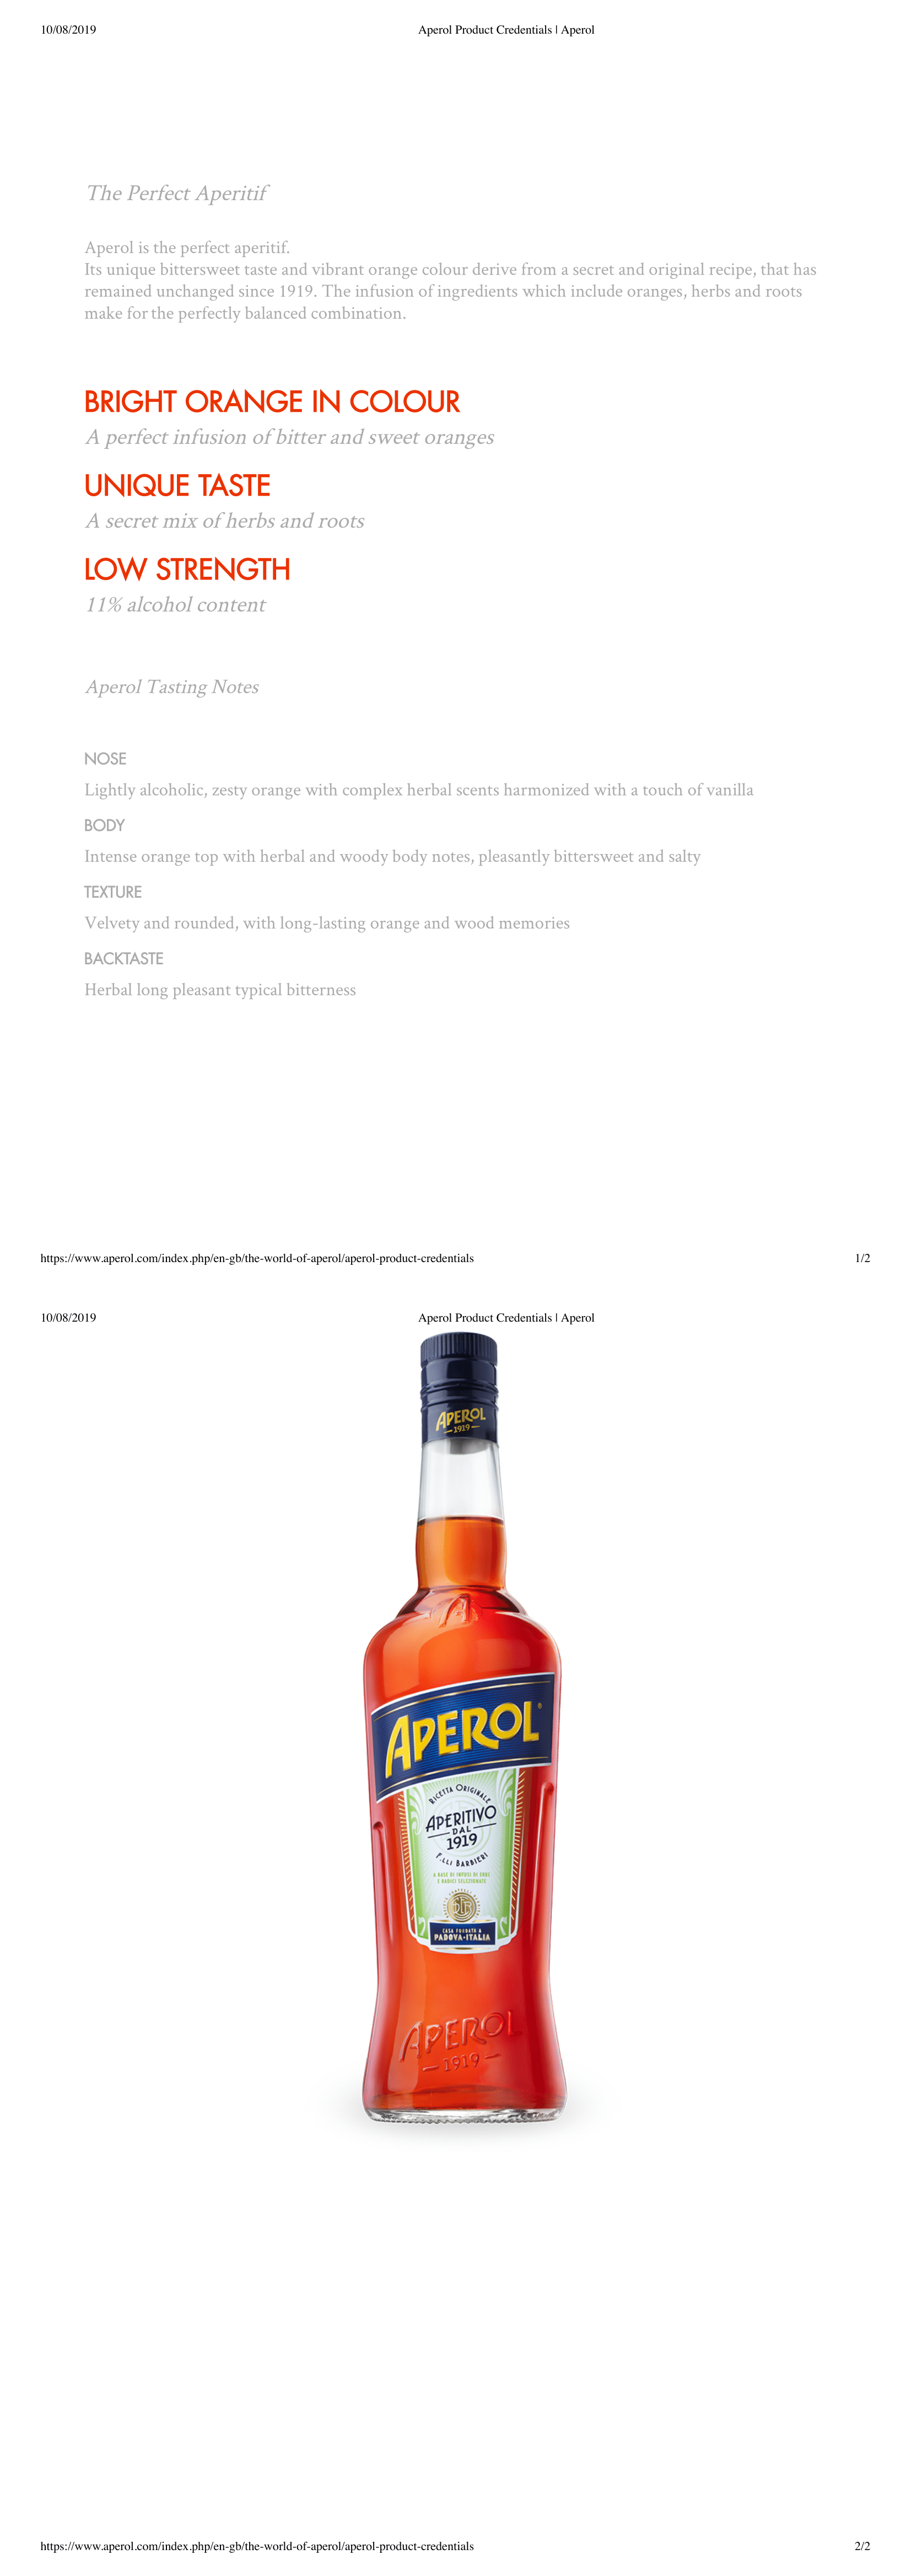 10/08/2019 Aperol Product Credentials | Aperol
The Perfect Aperitif
Aperol is the perfect aperitif.
Its unique bittersweet taste and vibrant orange colour derive from a secret and original recipe, that has
remained unchanged since 1919. The infusion of ingredients which include oranges, herbs and roots
make for the perfectly balanced combination.
BRIGHT ORANGE IN COLOUR
A perfect infusion of bitter and sweet oranges
UNIQUE TASTE
A secret mix of herbs and roots
LOW STRENGTH
11% alcohol content
Aperol Tasting Notes
NOSE
Lightly alcoholic, zesty orange with complex herbal scents harmonized with a touch of vanilla
BODY
Intense orange top with herbal and woody body notes, pleasantly bittersweet and salty
TEXTURE
Velvety and rounded, with long-lasting orange and wood memories
BACKTASTE
Herbal long pleasant typical bitterness
https://www.aperol.com/index.php/en-gb/the-world-of-aperol/aperol-product-credentials 1/2
10/08/2019 Aperol Product Credentials | Aperol
APEROL
1919
APEROL®
RICETTA ORIGINALE
APERITIVO
DAL
1919
F.LLI BARBIERI
A BASE DI INFUSI DI ERBE
E RADICI SELEZIONATE
CASA FONDATA A
PADOVA-ITALIA
APEROL
1919
https://www.aperol.com/index.php/en-gb/the-world-of-aperol/aperol-product-credentials 2/2